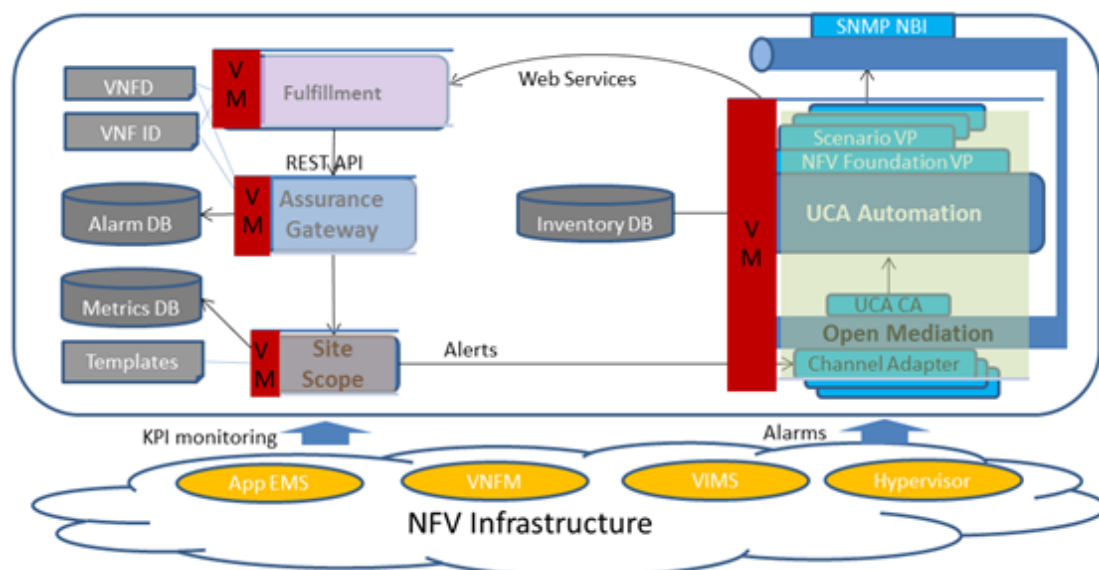 SNMP NBI
V
M
Fulfillment
Web Services
VNFD
VNF ID
Scenario VP
NFV Foundation VP
REST API
V
M
Assurance
Gateway
Alarm DB
Inventory DB
V
M
UCA Automation
Metrics DB
UCA CA
Open Mediation
Templates
V
M
Site
Scope
Alerts
Channel Adapter
KPI monitoring
Alarms
App EMS
VNFM
VIMS
Hypervisor
NFV Infrastructure